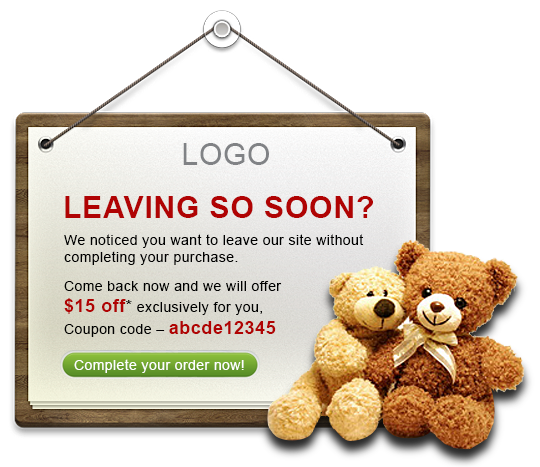 LOGO
LEAVING SO SOON?
We noticed you want to leave our site without
completing your purchase.
Come back now and we will offer
$15 off* exclusively for you,
Coupon code – abcde12345
Complete your order now!